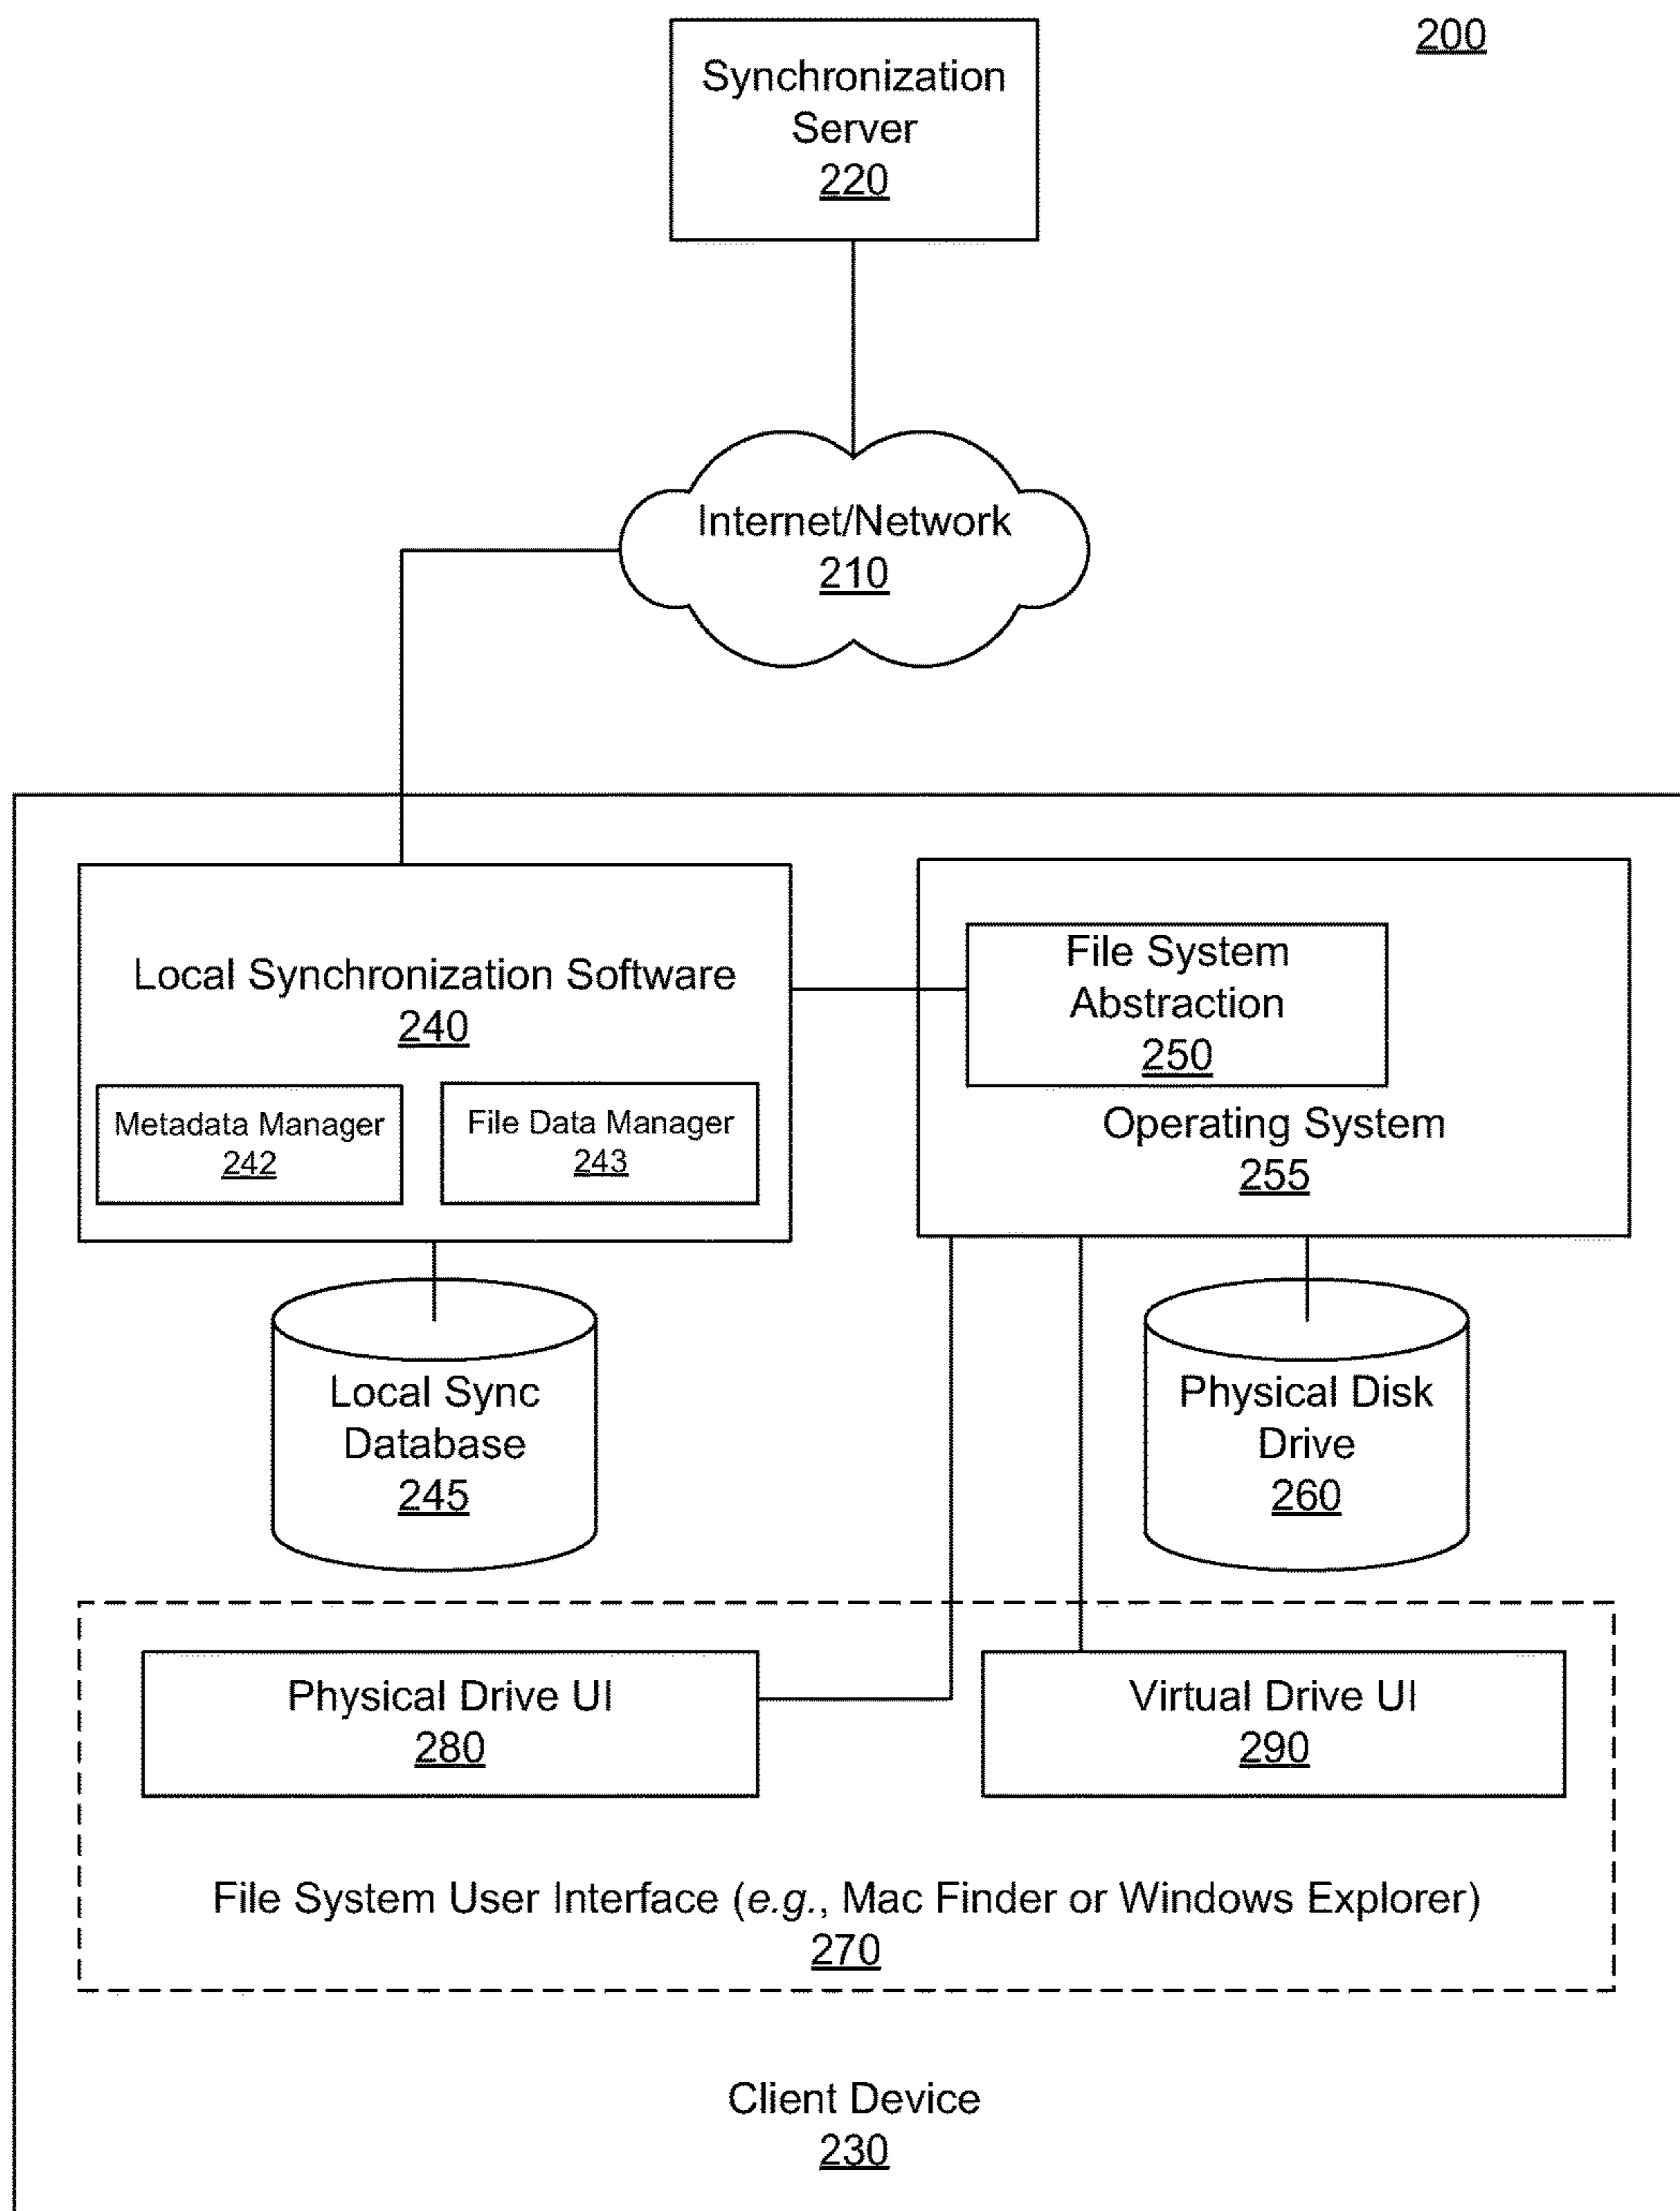 200
Synchronization
Server
220
Internet/Network
210
Local Synchronization Software
240
Metadata Manager
242
File Data Manager
243
File System
Abstraction
250
Operating System
255
Local Sync
Database
245
Physical Disk
Drive
260
Physical Drive UI
280
Virtual Drive UI
290
File System User Interface (e.g., Mac Finder or Windows Explorer)
270
Client Device
230